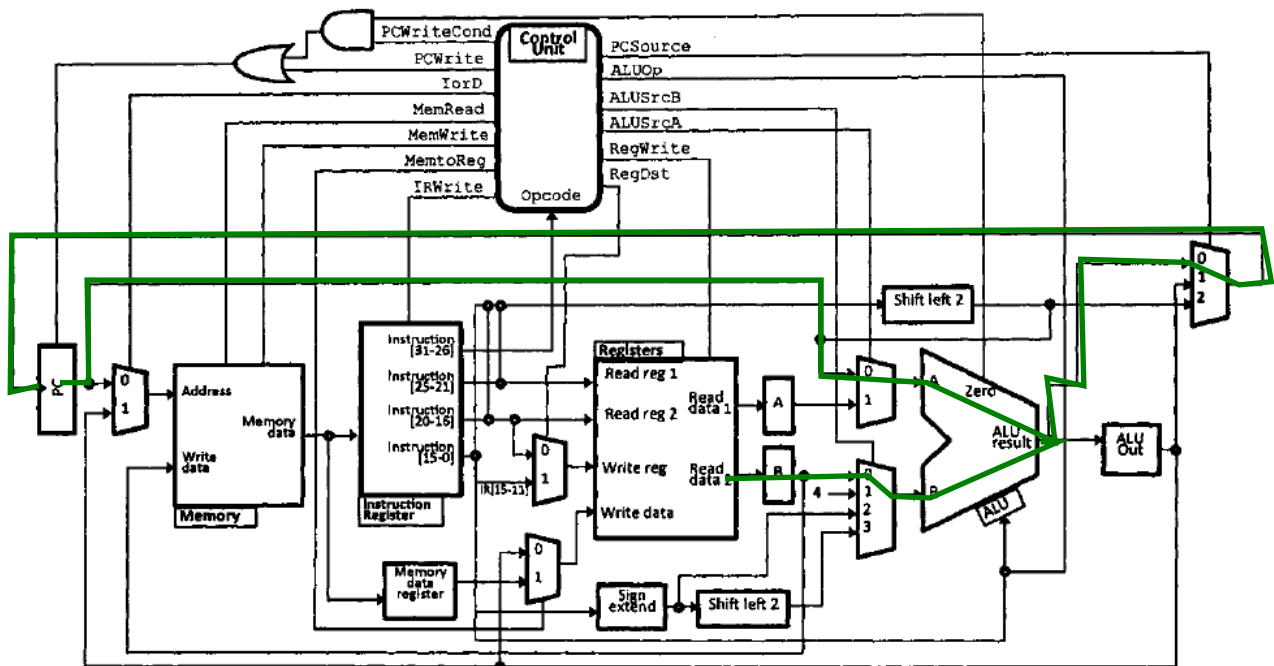 PCWriteCond
PCWrite
IorD
MemRead
MemWrite
MemtoReg
IRWrite
Control
Unit
Opcode
PCSource
ALUOp
ALUSrcB
ALUSrcA
RegWrite
RegDst
PC
0
1
Address
Write
data
Memory
data
Memory
Instruction
[31-26]
Instruction
[25-21]
Instruction
[20-16]
Instruction
[15-0]
Instruction
Register
Memory
data
register
0
1
IR[15-11]
0
1
Registers
Read reg 1
Read reg 2
Write reg
Write data
Read
data 1
Read
data 2
A
B
Sign
extend
Shift left 2
Shift left 2
0
1
4
0
1
2
3
A
B
Zero
ALU
result
ALU
ALU
Out
0
1
2